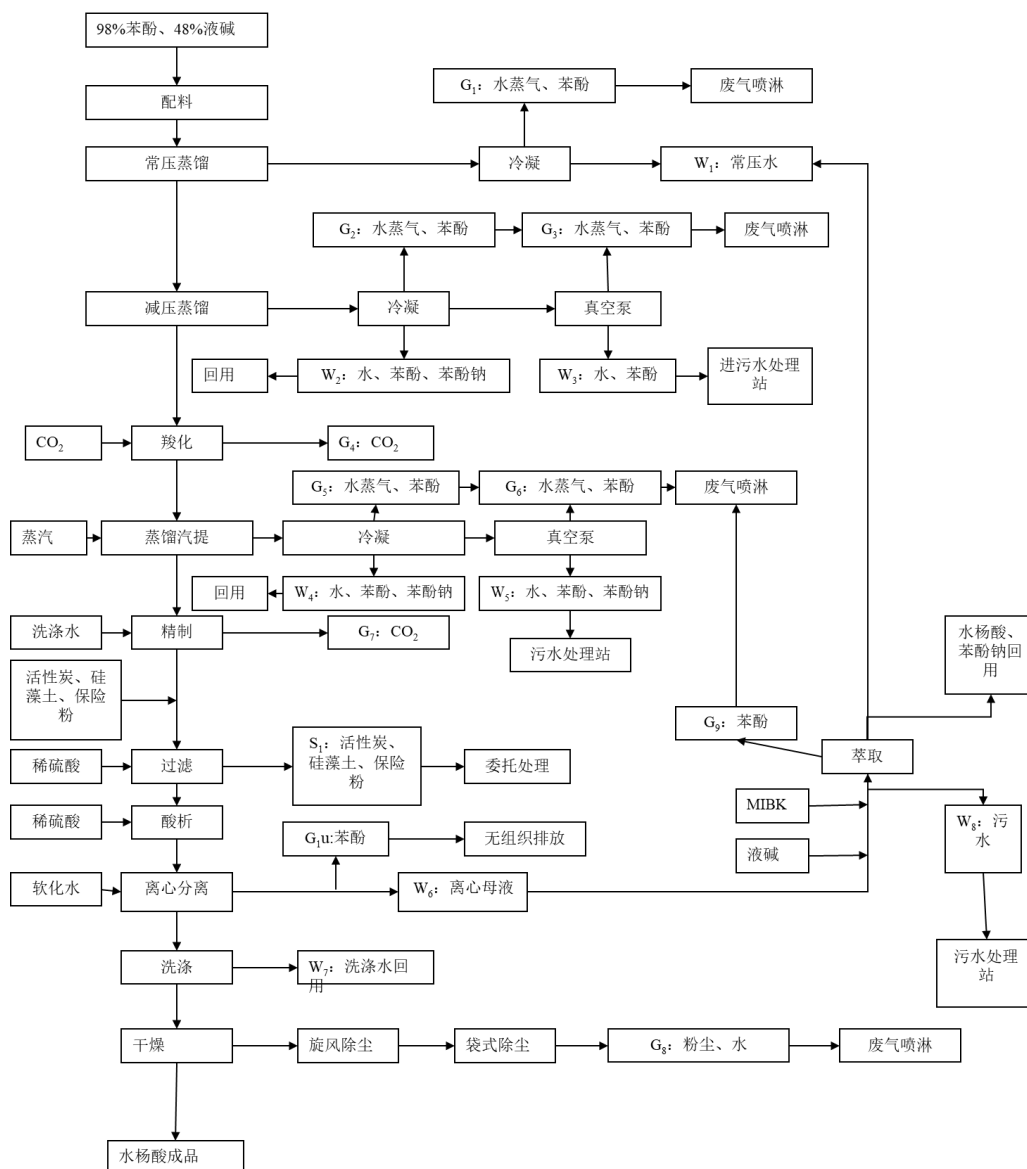 98%苯酚、48%液碱
G₁：水蒸气、苯酚
废气喷淋
配料
常压蒸馏
冷凝
W₁：常压水
G₂：水蒸气、苯酚
G₃：水蒸气、苯酚
废气喷淋
减压蒸馏
冷凝
真空泵
回用
W₂：水、苯酚、苯酚钠
W₃：水、苯酚
进污水处理
站
CO₂
羧化
G₄：CO₂
G₅：水蒸气、苯酚
G₆：水蒸气、苯酚
废气喷淋
蒸汽
蒸馏汽提
冷凝
真空泵
回用
W₄：水、苯酚、苯酚钠
W₅：水、苯酚、苯酚钠
洗涤水
精制
G₇：CO₂
污水处理站
水杨酸、
苯酚钠回
用
活性炭、硅
藻土、保险
粉
G₉：苯酚
S₁：活性炭、
硅藻土、保险
粉
稀硫酸
过滤
委托处理
萃取
MIBK
稀硫酸
酸析
G₁u:苯酚
无组织排放
W₈：污
水
液碱
软化水
离心分离
W₆：离心母液
洗涤
W₇：洗涤水回
用
污水处理
站
干燥
旋风除尘
袋式除尘
G₈：粉尘、水
废气喷淋
水杨酸成品